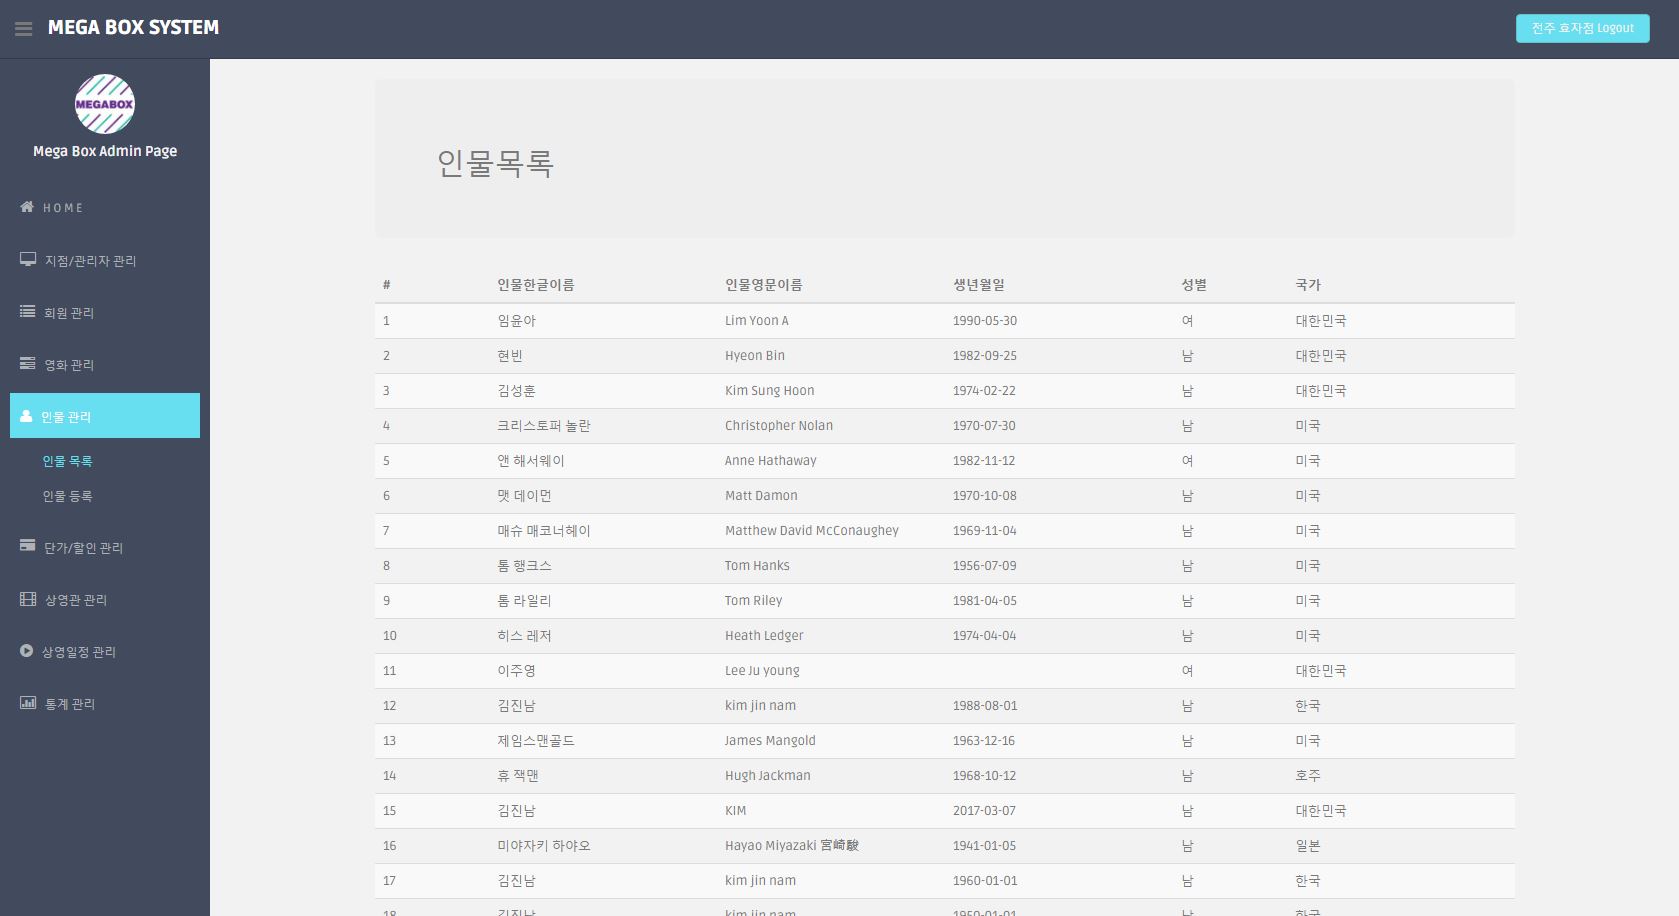 MEGA BOX SYSTEM
전주 효자점 Logout
MEGABOX
Mega Box Admin Page
HOME
지점/관리자 관리
회원 관리
영화 관리
인물 관리
인물 목록
인물 등록
단가/할인 관리
상영관 관리
상영일정 관리
통계 관리
인물목록
# 인물한글이름 인물영문이름 생년월일 성별 국가
1 임윤아 Lim Yoon A 1990-05-30 여 대한민국
2 현빈 Hyeon Bin 1982-09-25 남 대한민국
3 김성훈 Kim Sung Hoon 1974-02-22 남 대한민국
4 크리스토퍼 놀란 Christopher Nolan 1970-07-30 남 미국
5 앤 해서웨이 Anne Hathaway 1982-11-12 여 미국
6 맷 데이먼 Matt Damon 1970-10-08 남 미국
7 매슈 매코너헤이 Matthew David McConaughey 1969-11-04 남 미국
8 톰 행크스 Tom Hanks 1956-07-09 남 미국
9 톰 라일리 Tom Riley 1981-04-05 남 미국
10 히스 레저 Heath Ledger 1974-04-04 남 미국
11 이주영 Lee Ju young 여 대한민국
12 김진남 kim jin nam 1988-08-01 남 한국
13 제임스맨골드 James Mangold 1963-12-16 남 미국
14 휴 잭맨 Hugh Jackman 1968-10-12 남 호주
15 김진남 KIM 2017-03-07 남 대한민국
16 미야자키 하야오 Hayao Miyazaki 宮崎駿 1941-01-05 남 일본
17 김진남 kim jin nam 1960-01-01 남 한국
18 김진남 kim jin nam 1950-01-01 남 한국